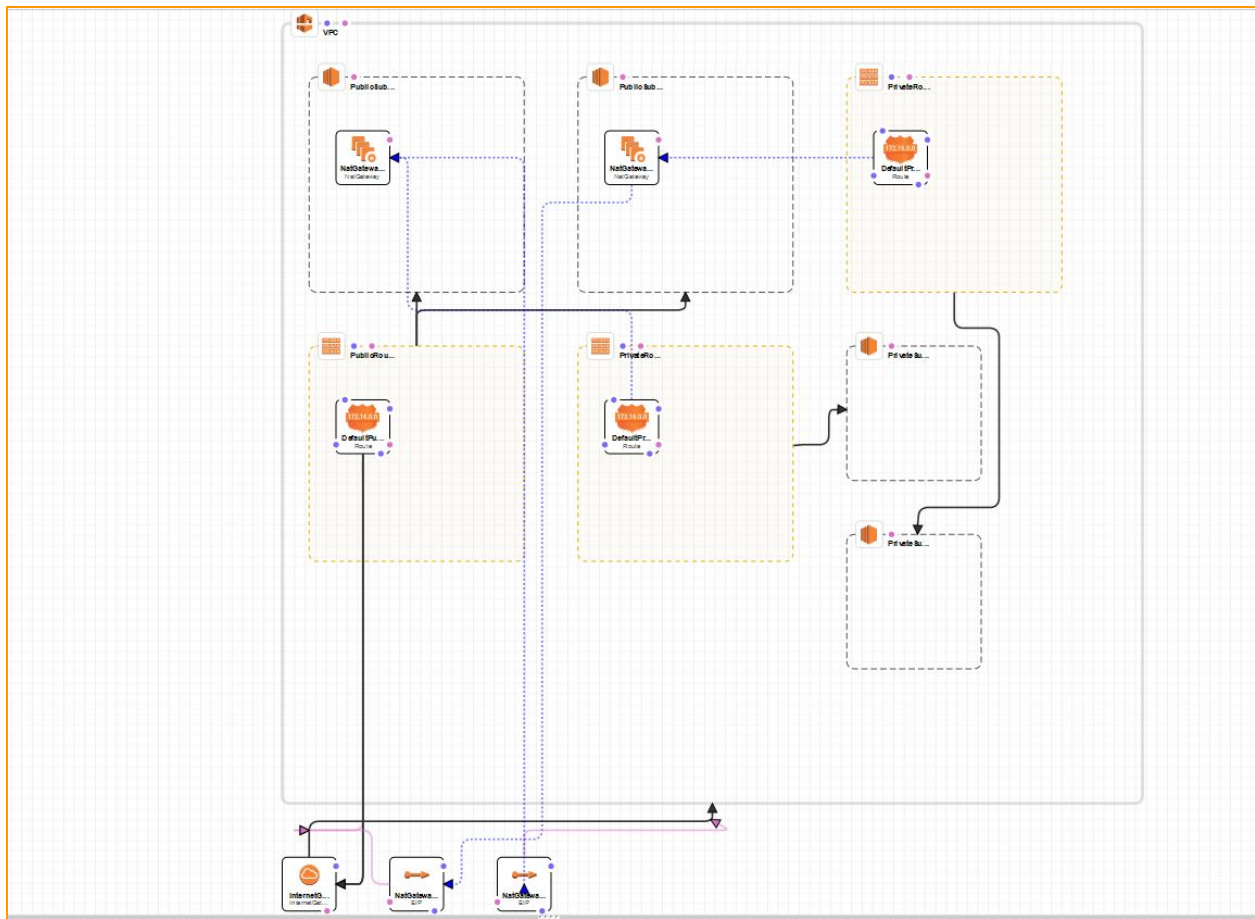 VPC
PublicSub...
PublicSub...
PrivateRo...
NatGatewa...
NatGateway
NatGatewa...
NatGateway
172.16.0.0
DefaultPr...
Route
PublicRou...
PrivateRo...
PrivateSu...
172.16.0.0
DefaultPu...
Route
172.16.0.0
DefaultPr...
Route
PrivateSu...
InternetG...
InternetGat...
NatGatewa...
EIP
NatGatewa...
EIP